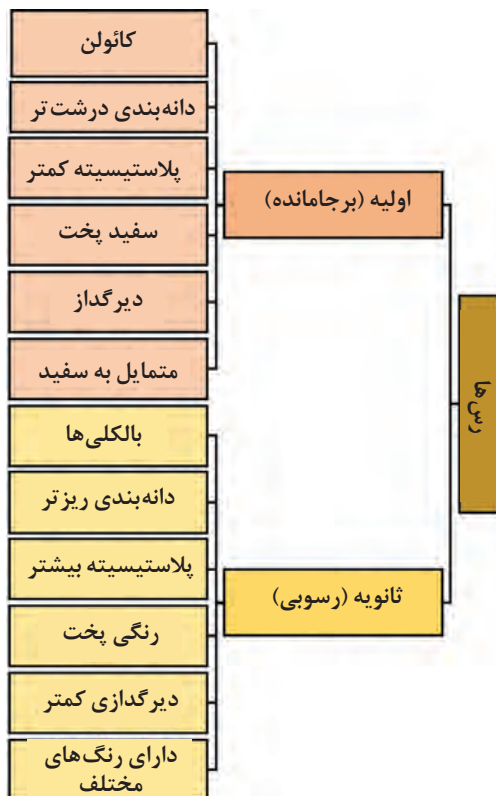 رس‌ها
اولیه (برجامانده)
کائولن
دانه‌بندی درشت‌تر
پلاستیسیته کمتر
سفید پخت
دیرگداز
متمایل به سفید
ثانویه (رسوبی)
بالکلی‌ها
دانه‌بندی ریزتر
پلاستیسیته بیشتر
رنگی پخت
دیرگدازی کمتر
دارای رنگ‌های
مختلف